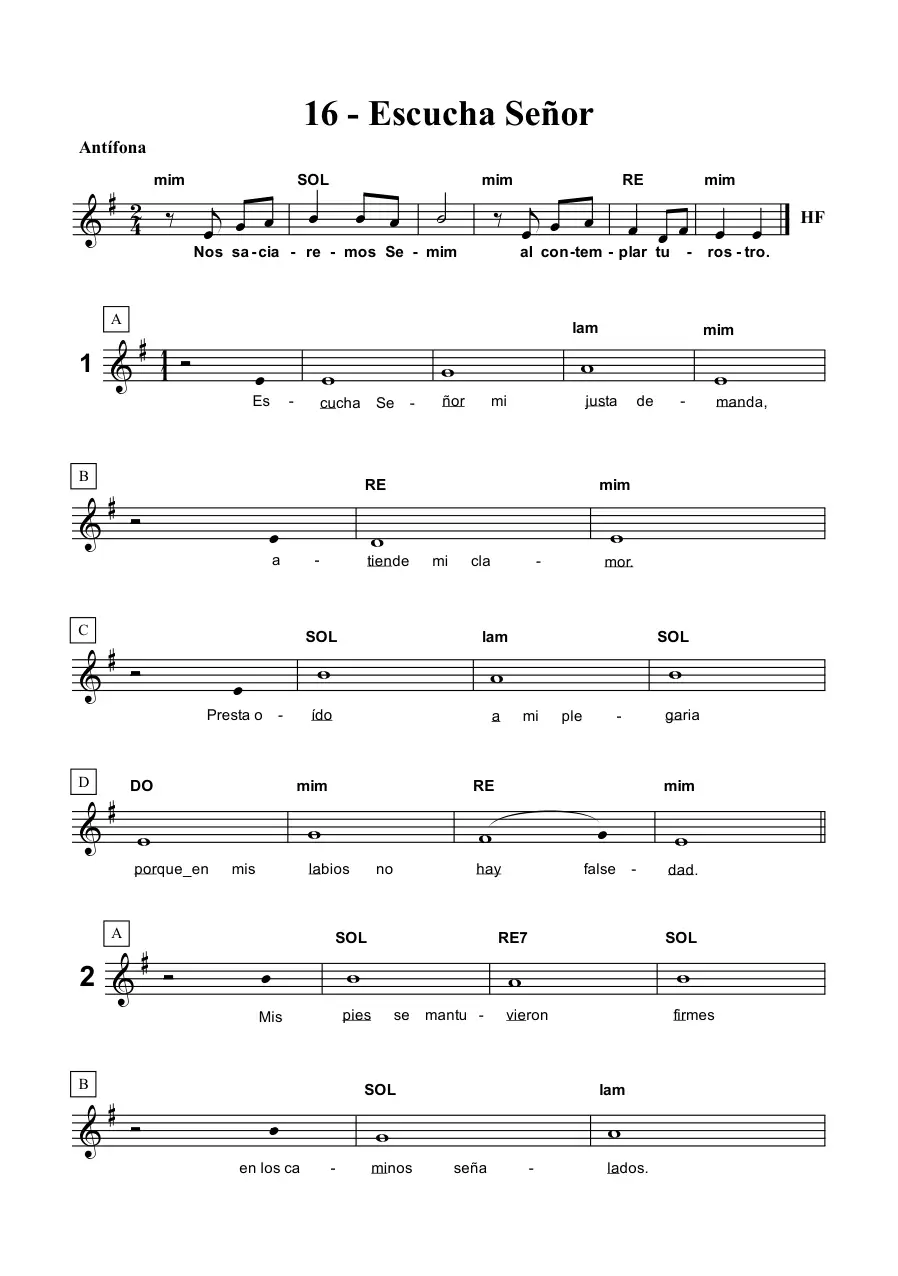 16 - Escucha Señor
Antífona
mim SOL mim RE mim
2
4
HF
Nos sa-cia - re - mos Se - mim al con-tem - plar tu - ros - tro.
A
lam mim
1
Es - cucha Se - ñor mi justa de - manda,
B
RE mim
a - tiende mi cla - mor.
C
SOL lam SOL
Presta o - ído a mi ple - garia
D
DO mim RE mim
porque_en mis labios no hay false - dad.
A
SOL RE7 SOL
2
Mis pies se mantu - vieron firmes
B
SOL lam
en los ca - minos seña - lados.